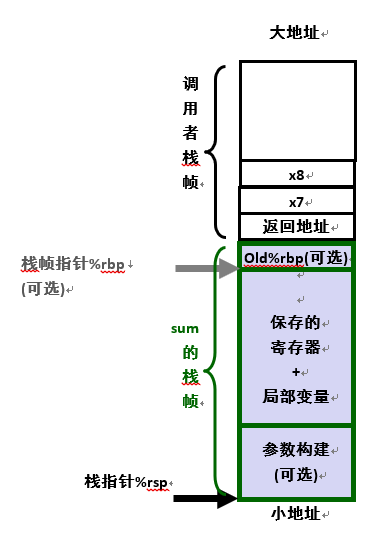 大地址
调
用
者
栈
帧
x8
x7
返回地址
Old%rbp(可选)
栈帧指针%rbp
(可选)
sum
的
栈
帧
保存的
寄存器
+
局部变量
参数构建
(可选)
栈指针%rsp
小地址